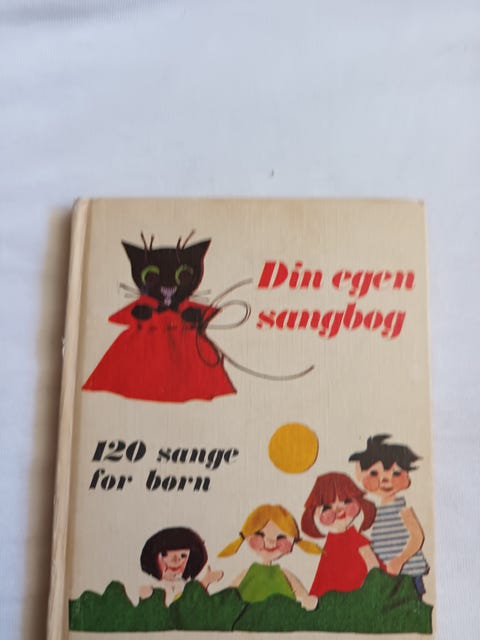 Din egen
sangbog
120 sange
for børn